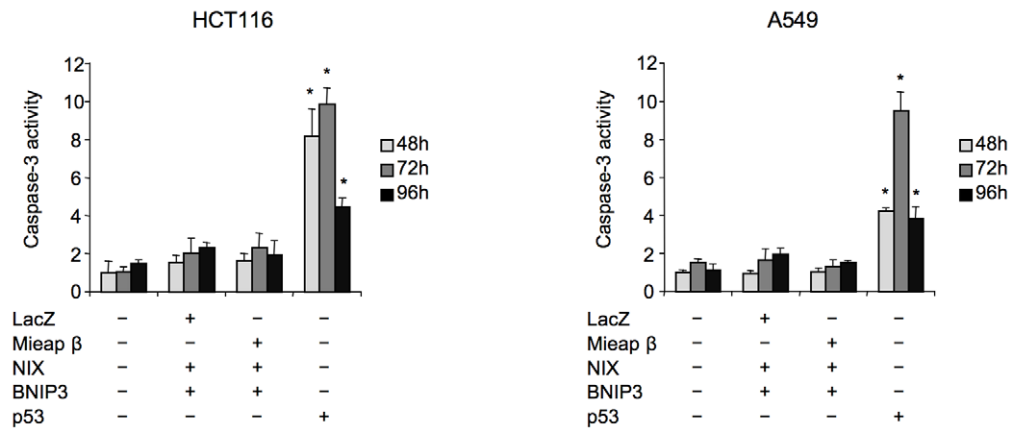 HCT116
Caspase-3 activity
12
10
8
6
4
2
0
* * *
48h
72h
96h
LacZ − + − −
Mieap β − − + −
NIX − + + −
BNIP3 − + + −
p53 − − − +
A549
Caspase-3 activity
12
10
8
6
4
2
0
* * *
48h
72h
96h
LacZ − + − −
Mieap β − − + −
NIX − + + −
BNIP3 − + + −
p53 − − − +